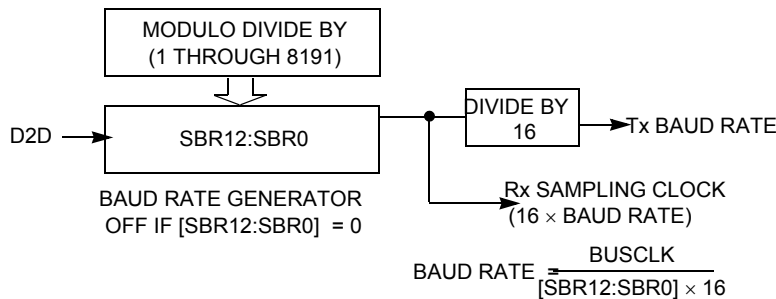 MODULO DIVIDE BY
(1 THROUGH 8191)
D2D
SBR12:SBR0
DIVIDE BY
16
Tx BAUD RATE
BAUD RATE GENERATOR
OFF IF [SBR12:SBR0] = 0
Rx SAMPLING CLOCK
(16 × BAUD RATE)
BAUD RATE =
BUSCLK
[SBR12:SBR0] × 16